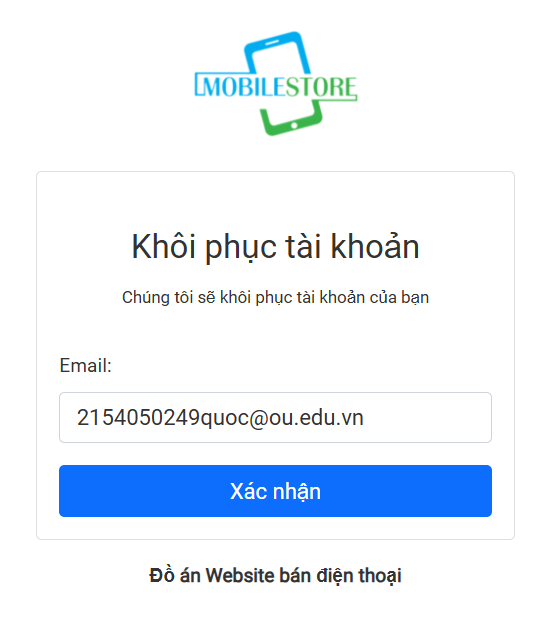 MOBILESTORE
Khôi phục tài khoản
Chúng tôi sẽ khôi phục tài khoản của bạn
Email:
2154050249quoc@ou.edu.vn
Xác nhận
Đồ án Website bán điện thoại